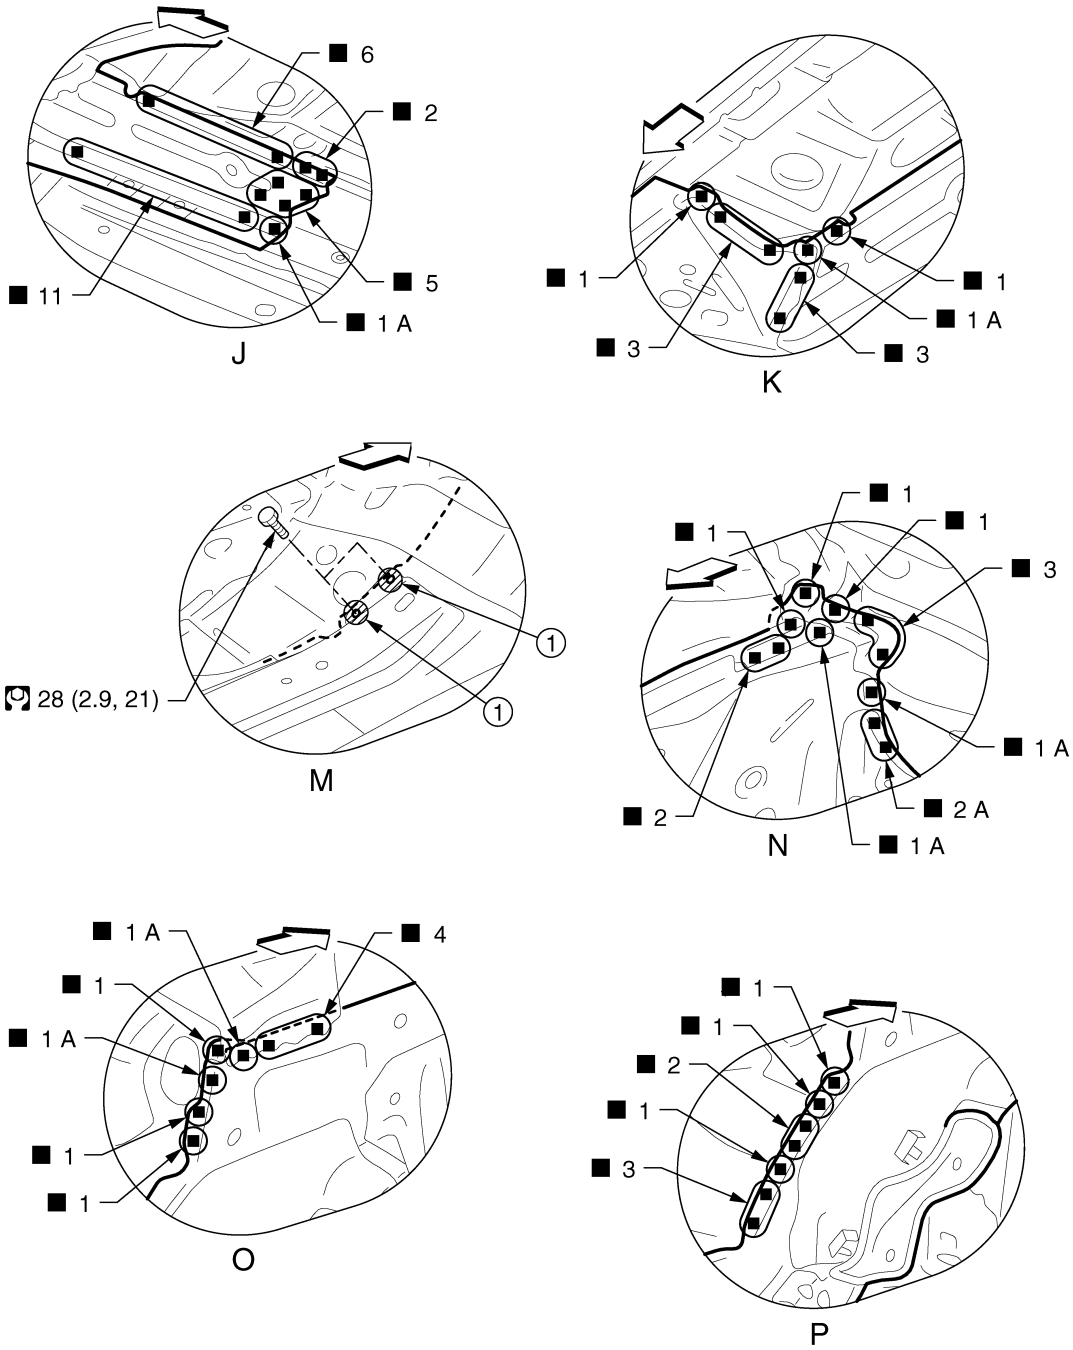 ■ 6
■ 2
■ 5
■ 11
■ 1 A
J
■ 1
■ 3
■ 1
■ 1 A
■ 3
K
28 (2.9, 21)
1
1
M
■ 1
■ 1
■ 1
■ 3
■ 1 A
■ 2 A
■ 2
■ 1 A
N
■ 1 A
■ 4
■ 1
■ 1 A
■ 1
■ 1
O
■ 1
■ 1
■ 2
■ 1
■ 3
P